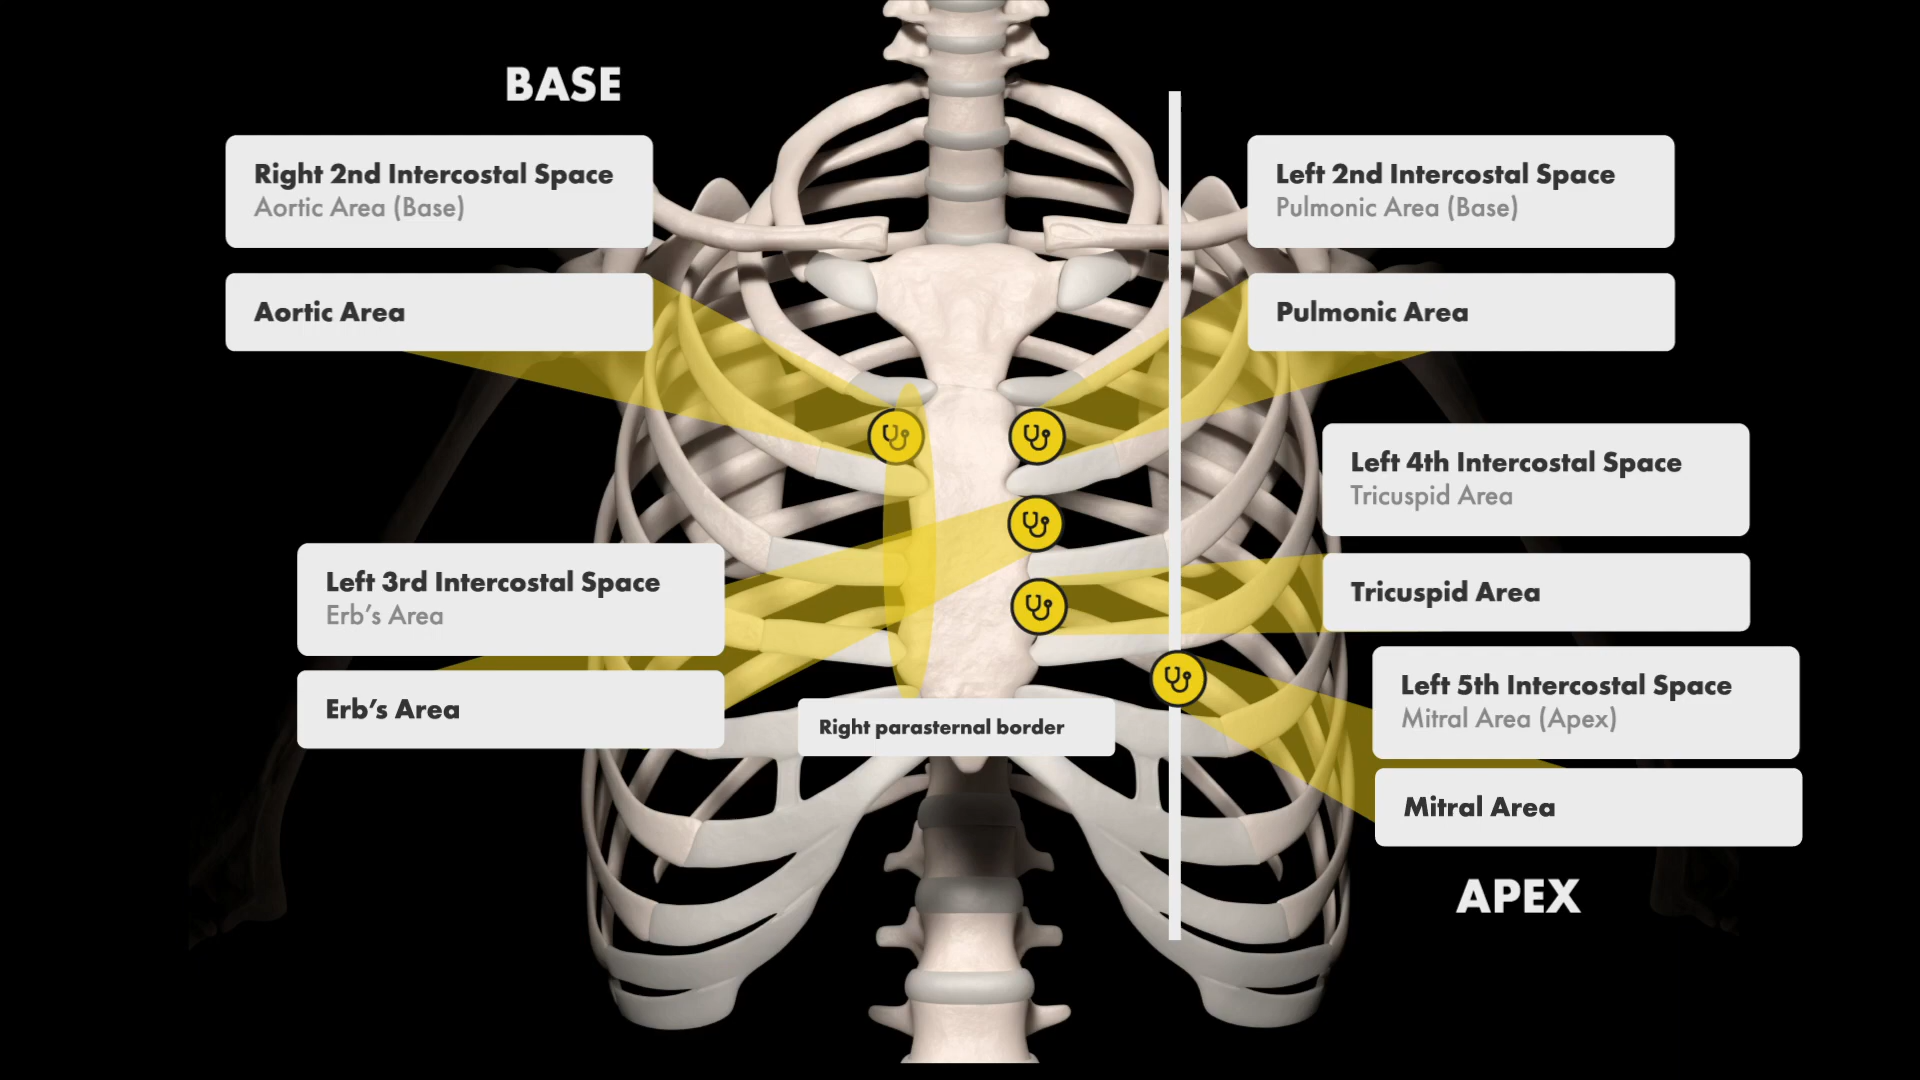 BASE
Right 2nd Intercostal Space
Aortic Area (Base)
Aortic Area
Left 2nd Intercostal Space
Pulmonic Area (Base)
Pulmonic Area
Left 4th Intercostal Space
Tricuspid Area
Tricuspid Area
Left 3rd Intercostal Space
Erb’s Area
Erb’s Area
Right parasternal border
Left 5th Intercostal Space
Mitral Area (Apex)
Mitral Area
APEX